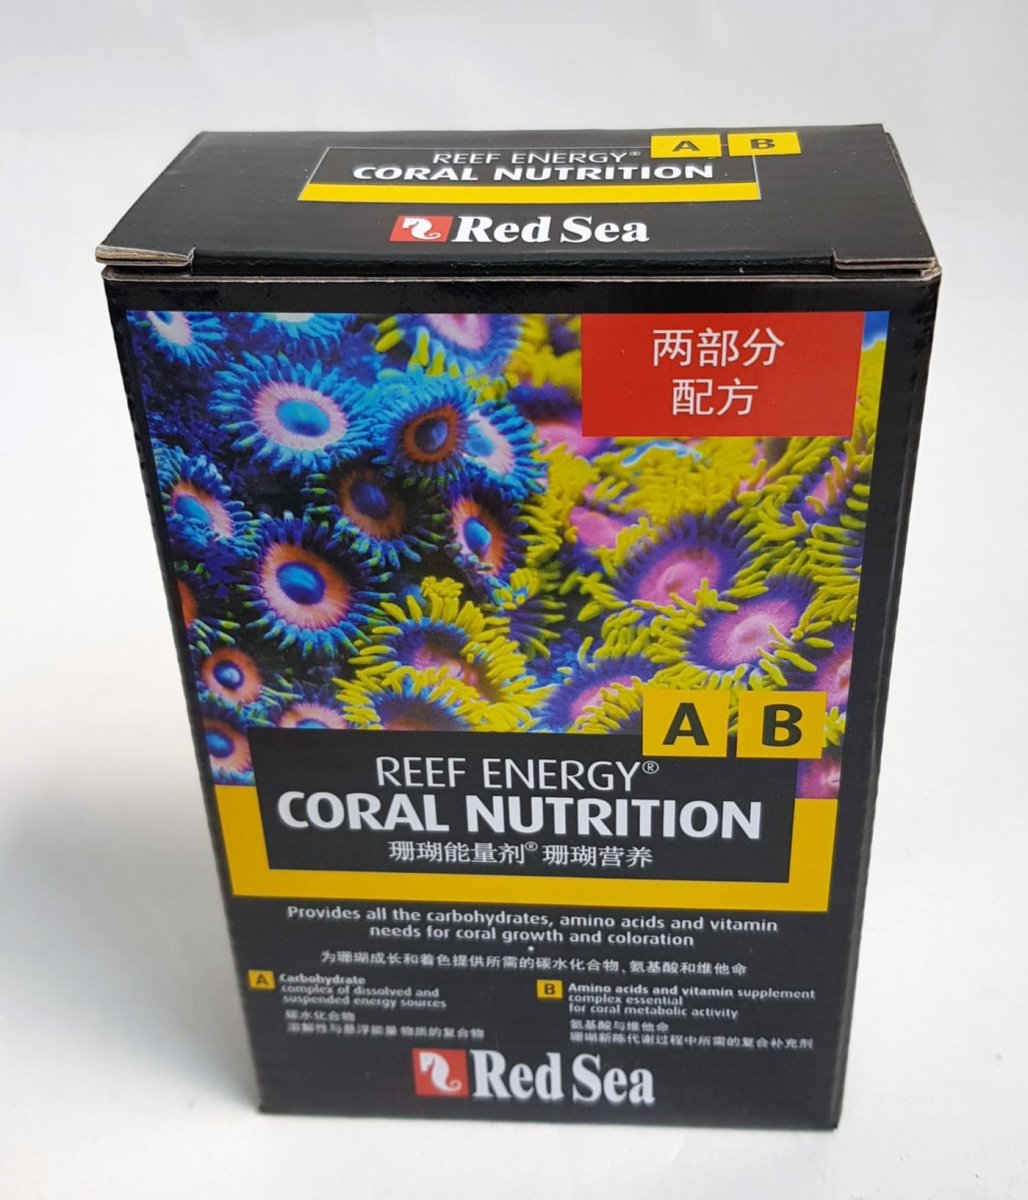 REEF ENERGY® A B
CORAL NUTRITION
Red Sea
两部分
配方
A B
REEF ENERGY®
CORAL NUTRITION
珊瑚能量剂® 珊瑚营养
Provides all the carbohydrates, amino acids and vitamin
needs for coral growth and coloration
为珊瑚成长和着色提供所需的碳水化合物、氨基酸和维他命
A Carbohydrate
complex of dissolved and
suspended energy sources
碳水化合物
溶解性与悬浮能量物质的复合物
B Amino acids and vitamin supplement
complex essential
for coral metabolic activity
氨基酸与维他命
珊瑚新陈代谢过程中所需的复合补充剂
Red Sea